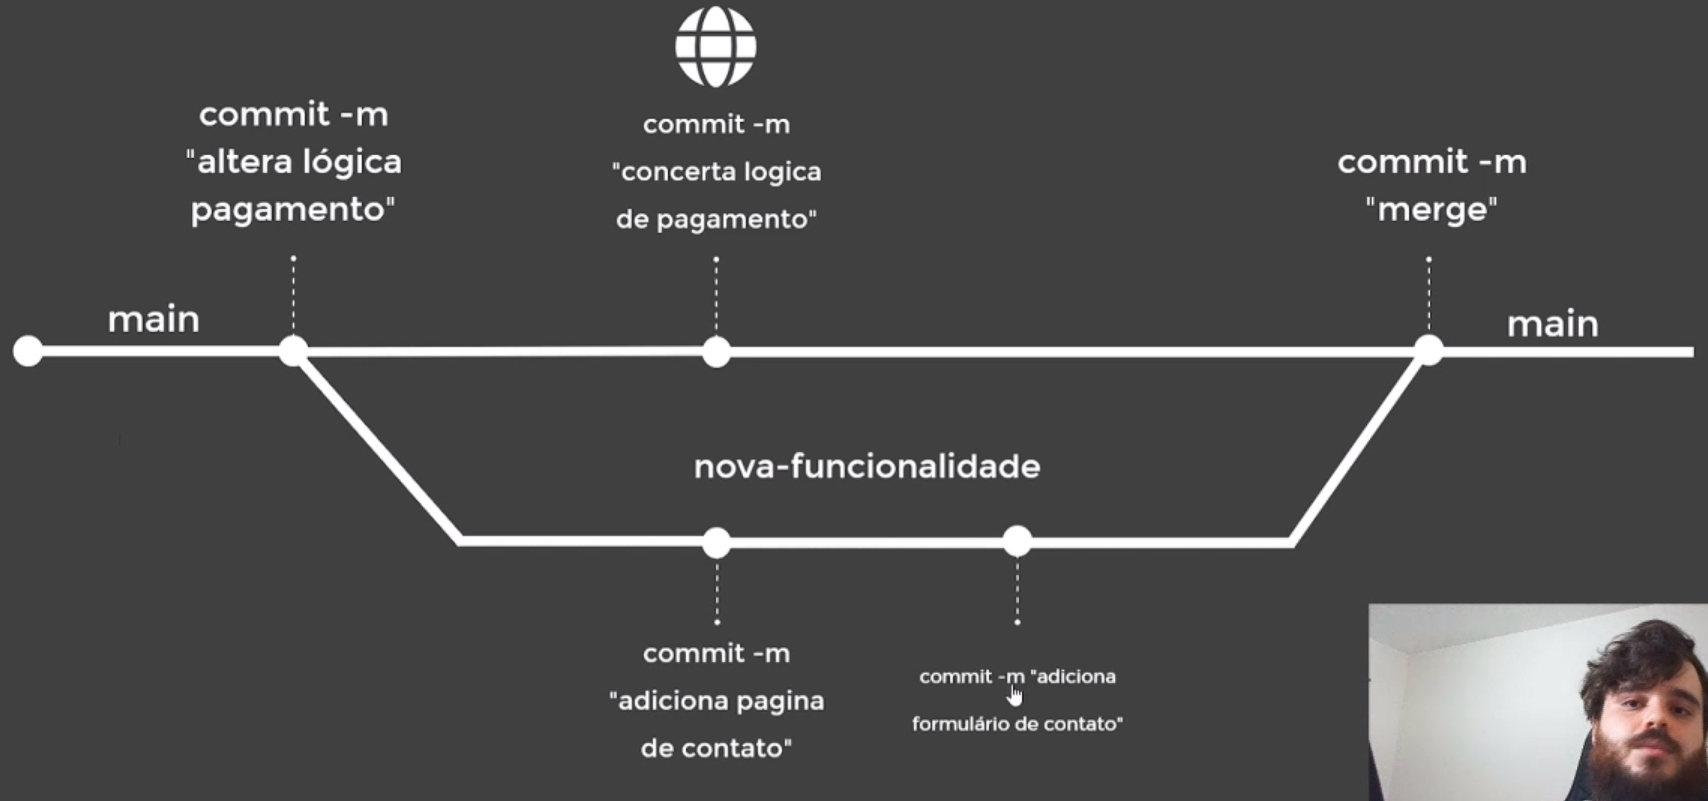 commit -m
"altera lógica
pagamento"
commit -m
"concerta logica
de pagamento"
commit -m
"merge"
main
main
nova-funcionalidade
commit -m
"adiciona pagina
de contato"
commit -m "adiciona
formulário de contato"